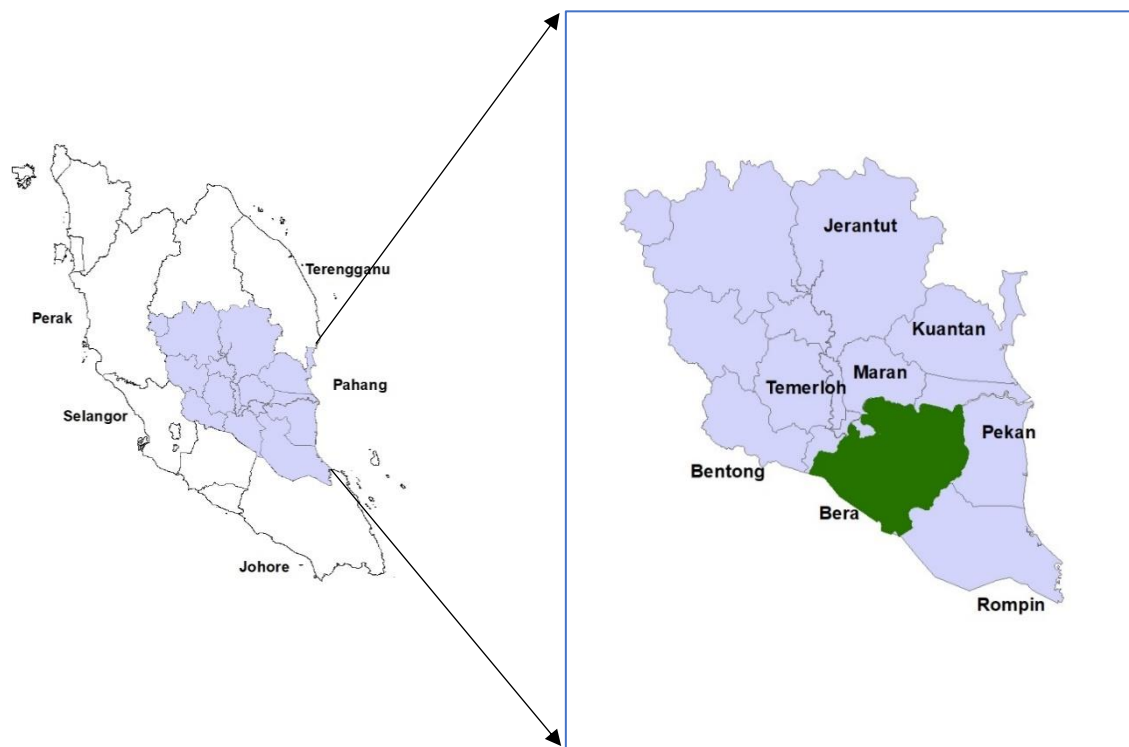 Terengganu
Perak
Pahang
Selangor
Johore
Jerantut
Kuantan
Maran
Temerloh
Pekan
Bentong
Bera
Rompin